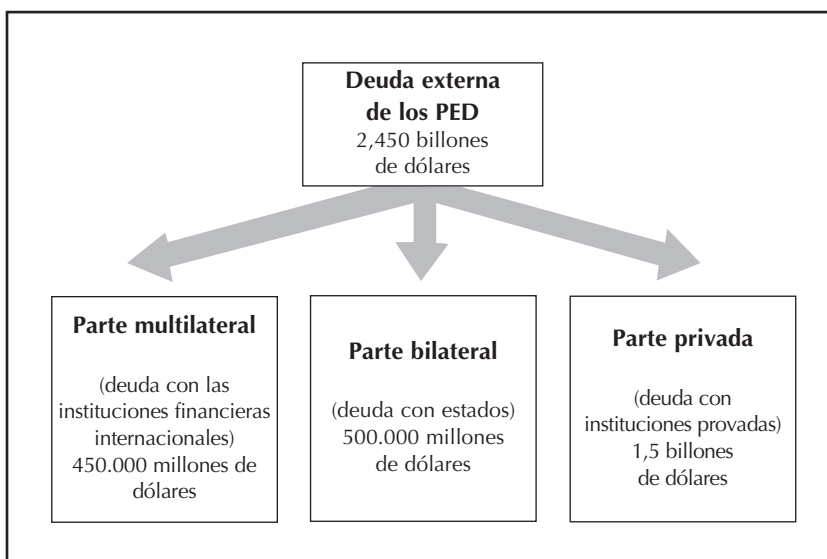 Deuda externa
de los PED
2,450 billones
de dólares
Parte multilateral
(deuda con las
instituciones financieras
internacionales)
450.000 millones de
dólares
Parte bilateral
(deuda con estados)
500.000 millones
de dólares
Parte privada
(deuda con
instituciones provadas)
1,5 billones
de dólares